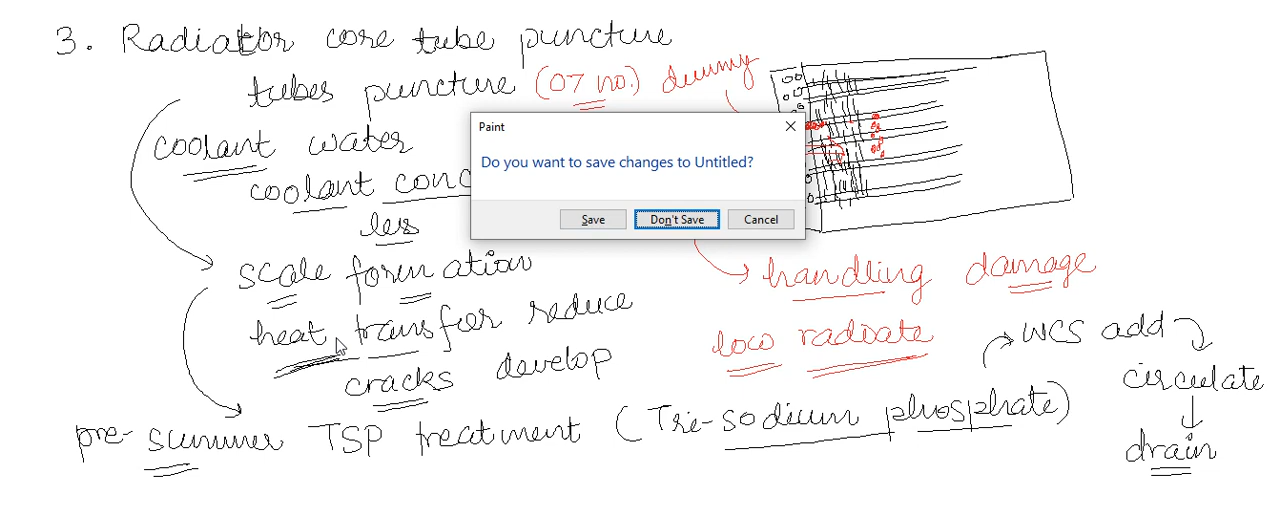 3. Radiator core tube puncture
tubes puncture (07 no.) dummy
coolant water
coolant conc
less
scale formation
heat transfer reduce
cracks develop
pre-summer TSP treatment (Tri-sodium phosphate)
handling damage
loco radiate
WCS add
circulate
drain
Paint
Do you want to save changes to Untitled?
Save Don't Save Cancel